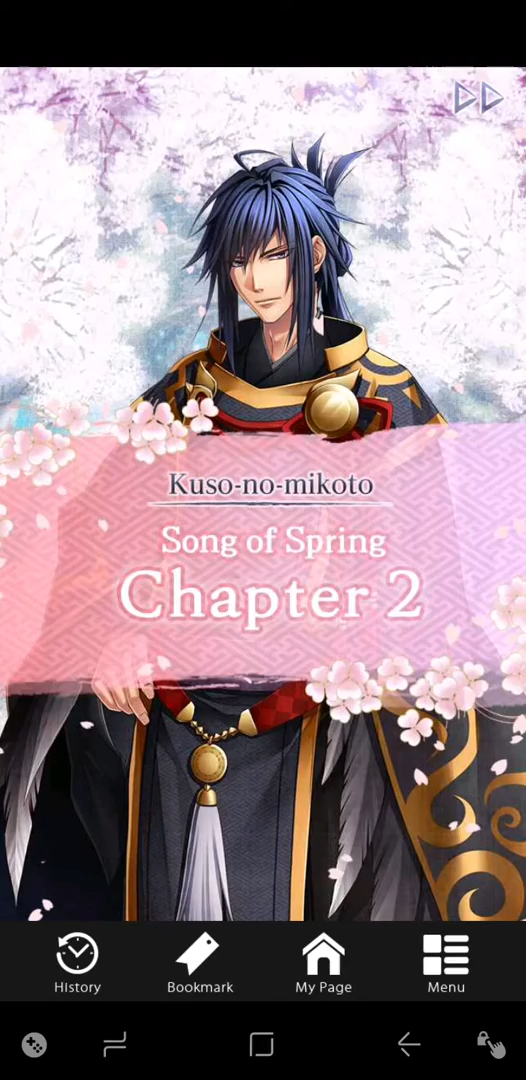 Kuso-no-mikoto
Song of Spring
Chapter 2
History Bookmark My Page Menu